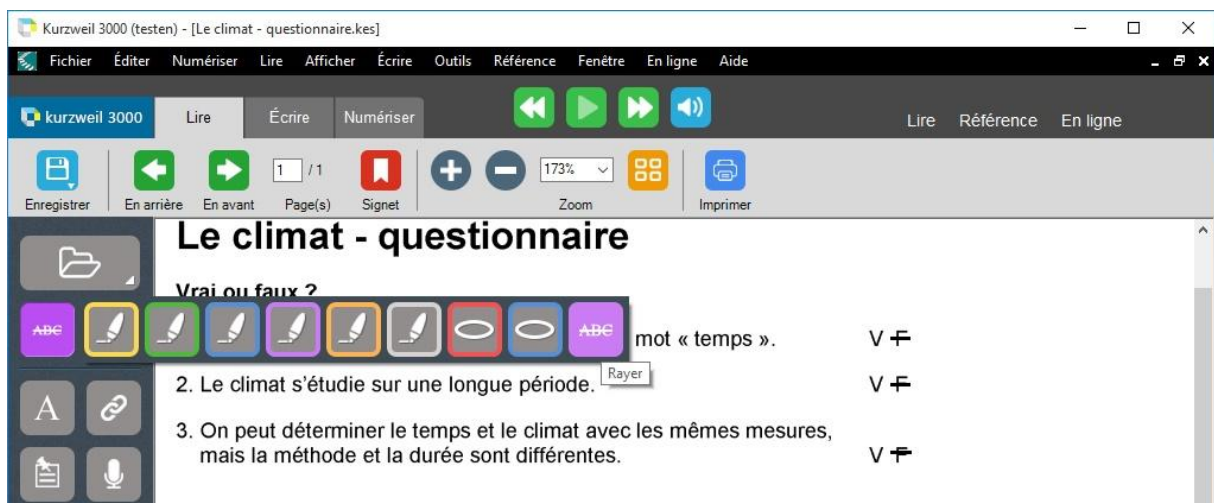 Kurzweil 3000 (testen) - [Le climat - questionnaire.kes]
Fichier Éditer Numériser Lire Afficher Écrire Outils Référence Fenêtre En ligne Aide
kurzweil 3000 Lire Écrire Numériser Lire Référence En ligne
1 / 1 173%
Enregistrer En arrière En avant Page(s) Signet Zoom Imprimer
Le climat - questionnaire
Vrai ou faux ?
ABC ABC mot « temps ». V F
Rayer
2. Le climat s’étudie sur une longue période. V F
3. On peut déterminer le temps et le climat avec les mêmes mesures,
mais la méthode et la durée sont différentes. V F
A